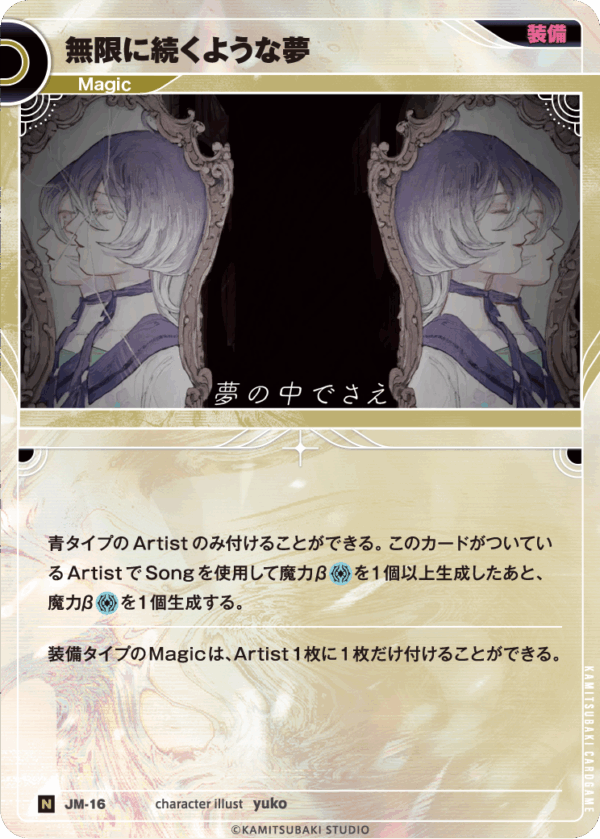 無限に続くような夢
装備
Magic
夢の中でさえ
青タイプのArtistのみ付けることができる。このカードがついてい
るArtistでSongを使用して魔力βを1個以上生成したあと、
魔力βを1個生成する。
装備タイプのMagicは、Artist1枚に1枚だけ付けることができる。
KAMITSUBAKI CARDGAME
N JM-16 character illust yuko
©KAMITSUBAKI STUDIO